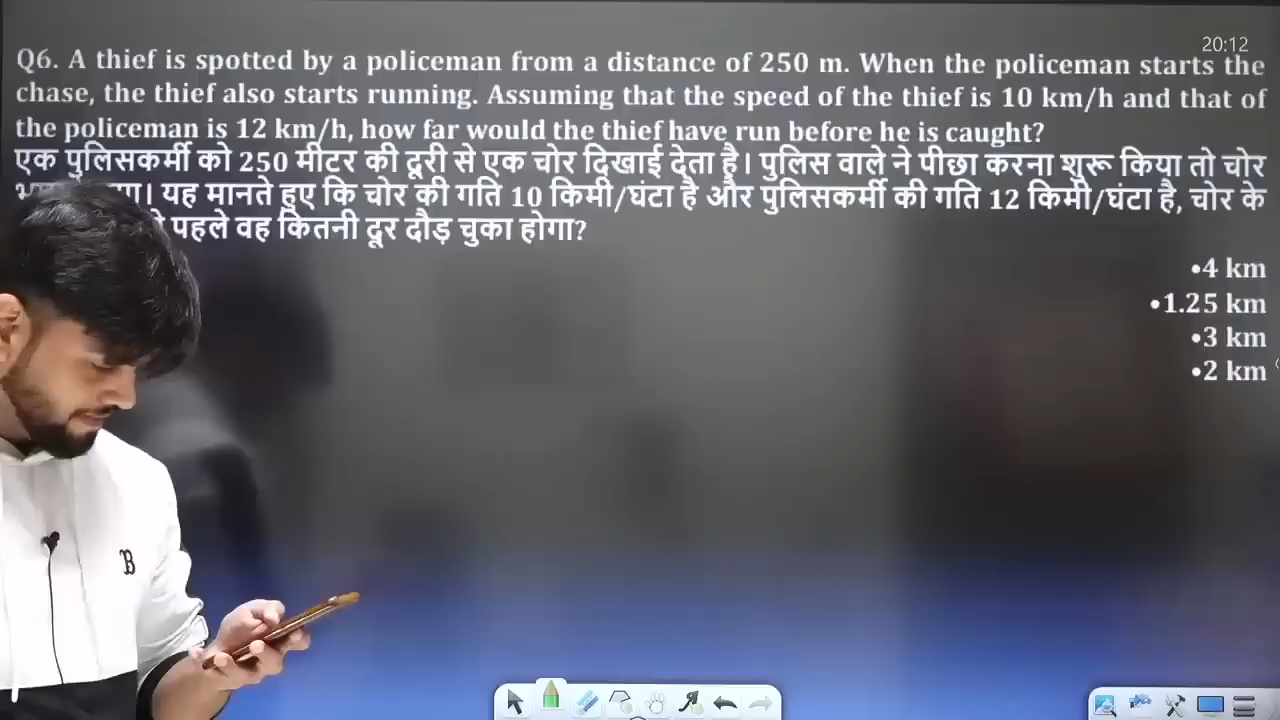 20:12
Q6. A thief is spotted by a policeman from a distance of 250 m. When the policeman starts the
chase, the thief also starts running. Assuming that the speed of the thief is 10 km/h and that of
the policeman is 12 km/h, how far would the thief have run before he is caught?
एक पुलिसकर्मी को 250 मीटर की दूरी से एक चोर दिखाई देता है। पुलिस वाले ने पीछा करना शुरू किया तो चोर
यह मानते हुए कि चोर की गति 10 किमी/घंटा है और पुलिसकर्मी की गति 12 किमी/घंटा है, चोर के
पहले वह कितनी दूर दौड़ चुका होगा?
•4 km
•1.25 km
•3 km
•2 km
B